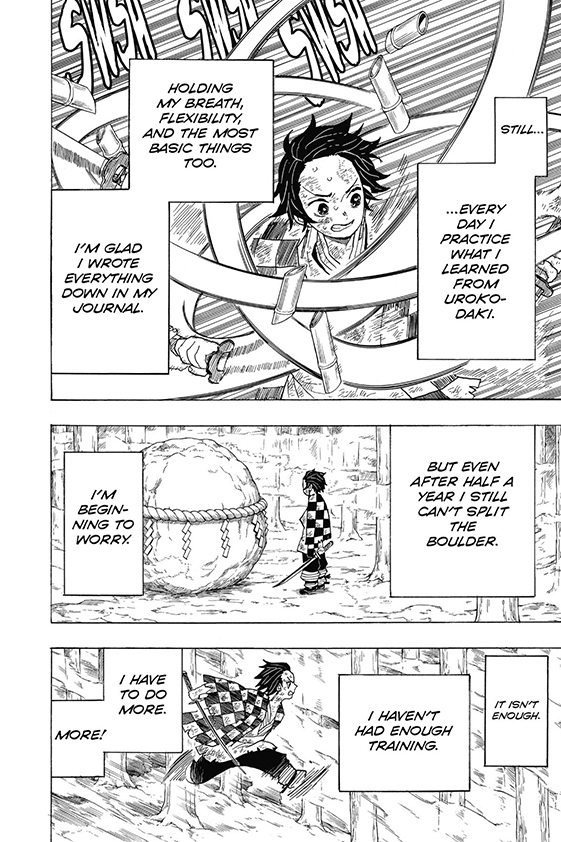 SWSH
SWSH
SWSH
STILL...
...EVERY
DAY I
PRACTICE
WHAT I
LEARNED
FROM
UROKO-
DAKI.
HOLDING
MY BREATH,
FLEXIBILITY,
AND THE MOST
BASIC THINGS
TOO.
I'M GLAD
I WROTE
EVERYTHING
DOWN IN MY
JOURNAL.
BUT EVEN
AFTER HALF A
YEAR I STILL
CAN'T SPLIT
THE
BOULDER.
I'M
BEGIN-
NING TO
WORRY.
IT ISN'T
ENOUGH.
I HAVEN'T
HAD ENOUGH
TRAINING.
I HAVE
TO DO
MORE.
MORE!